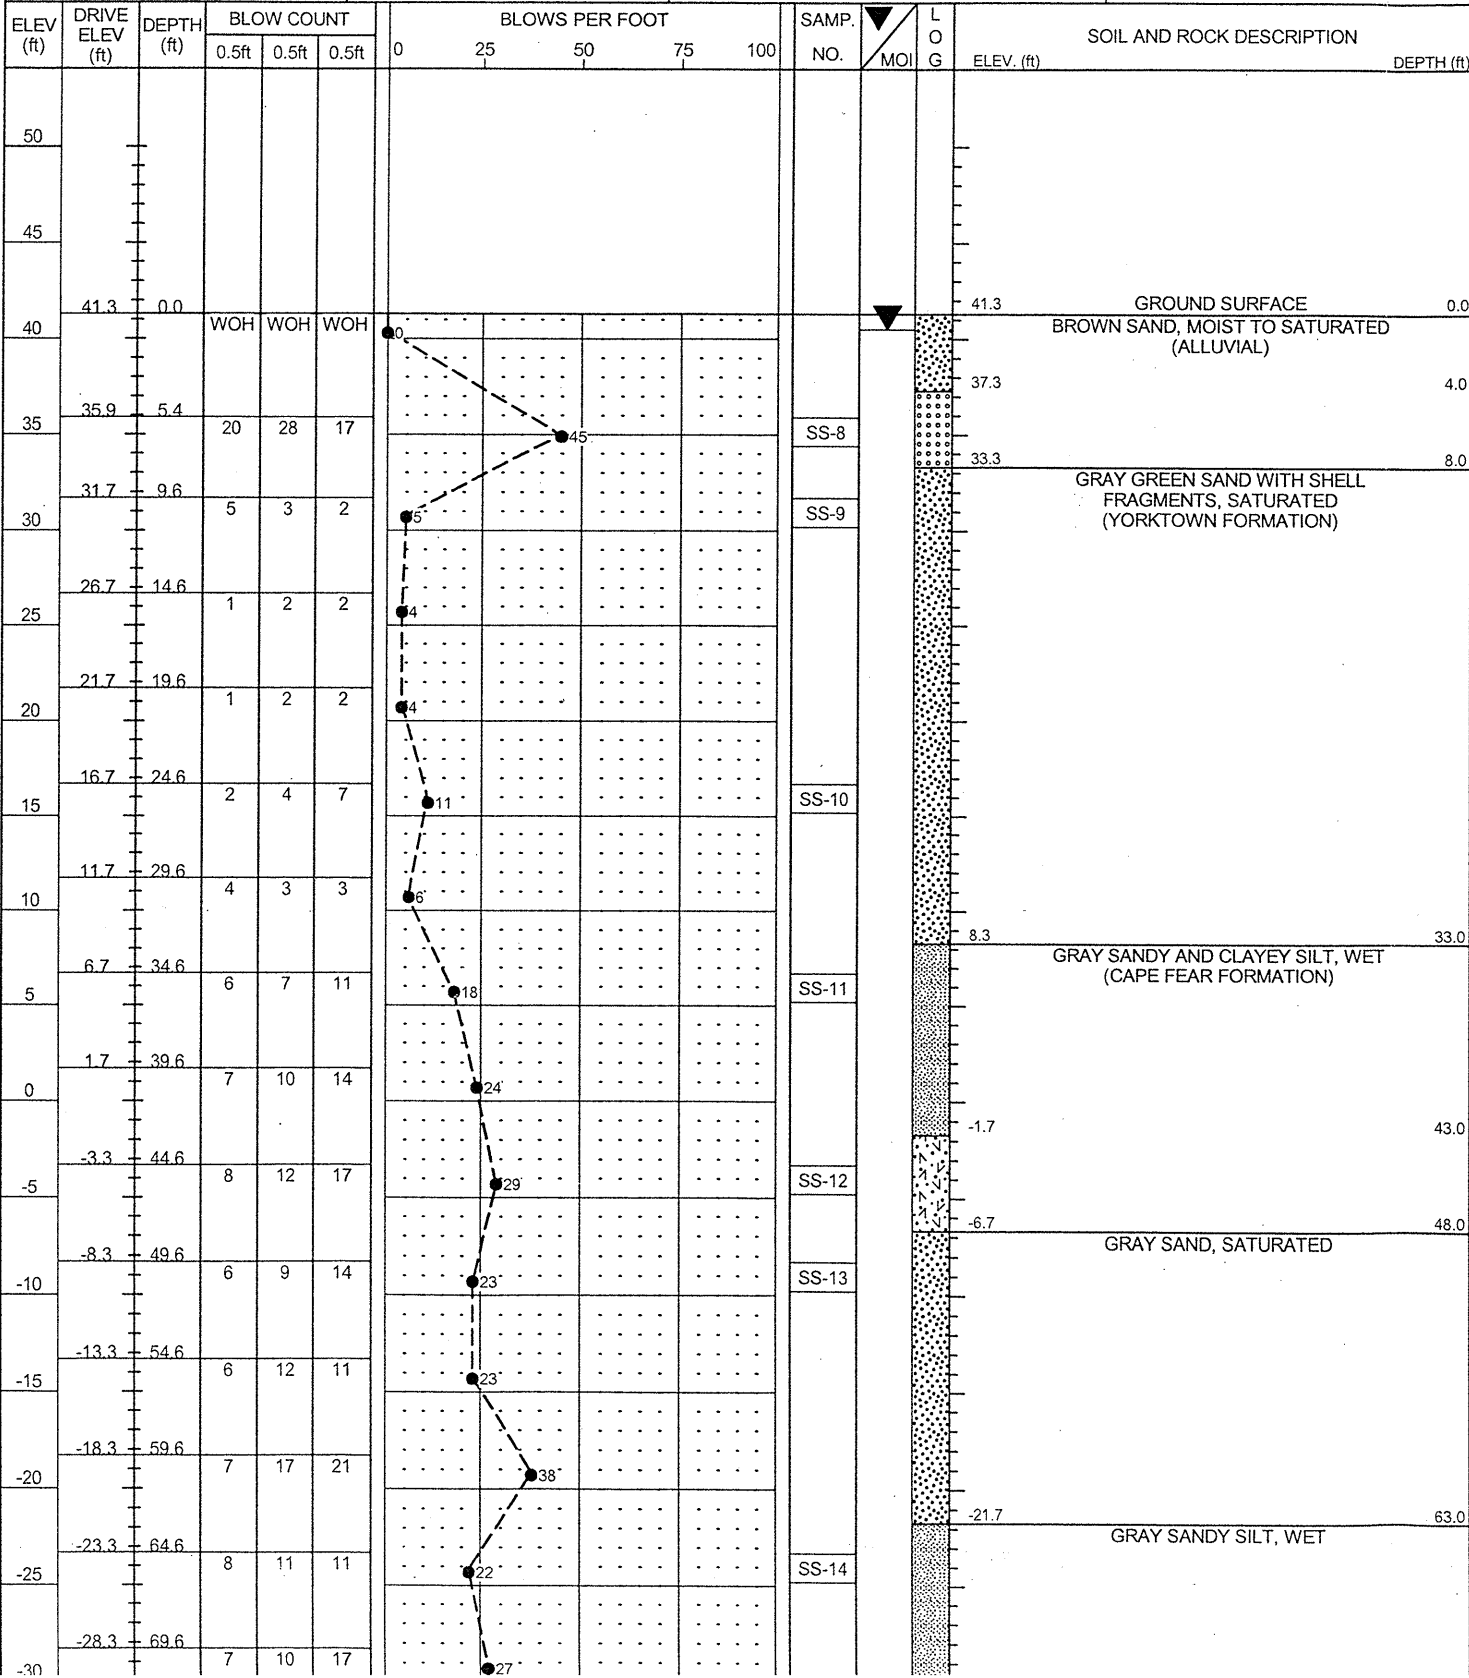 ELEV (ft) DRIVE ELEV (ft) DEPTH (ft) BLOW COUNT BLOWS PER FOOT SAMP. NO. MOI LOG SOIL AND ROCK DESCRIPTION
0.5ft 0.5ft 0.5ft 0 25 50 75 100 ELEV. (ft) DEPTH (ft)
50
45
41.3 0.0 41.3 GROUND SURFACE 0.0
40 WOH WOH WOH 0 BROWN SAND, MOIST TO SATURATED
(ALLUVIAL)
37.3 4.0
35.9 5.4
35 20 28 17 45 SS-8
33.3 8.0
31.7 9.6 GRAY GREEN SAND WITH SHELL
30 5 3 2 5 SS-9 FRAGMENTS, SATURATED
(YORKTOWN FORMATION)
26.7 14.6
25 1 2 2 4
21.7 19.6
20 1 2 2 4
16.7 24.6
15 2 4 7 11 SS-10
11.7 29.6
10 4 3 3 6
8.3 33.0
6.7 34.6 GRAY SANDY AND CLAYEY SILT, WET
(CAPE FEAR FORMATION)
5 6 7 11 18 SS-11
1.7 39.6
0 7 10 14 24
-1.7 43.0
-3.3 44.6
-5 8 12 17 29 SS-12
-6.7 48.0
-8.3 49.6 GRAY SAND, SATURATED
-10 6 9 14 23 SS-13
-13.3 54.6
-15 6 12 11 23
-18.3 59.6
-20 7 17 21 38
-21.7 63.0
-23.3 64.6 GRAY SANDY SILT, WET
-25 8 11 11 22 SS-14
-28.3 69.6
-30 7 10 17 27